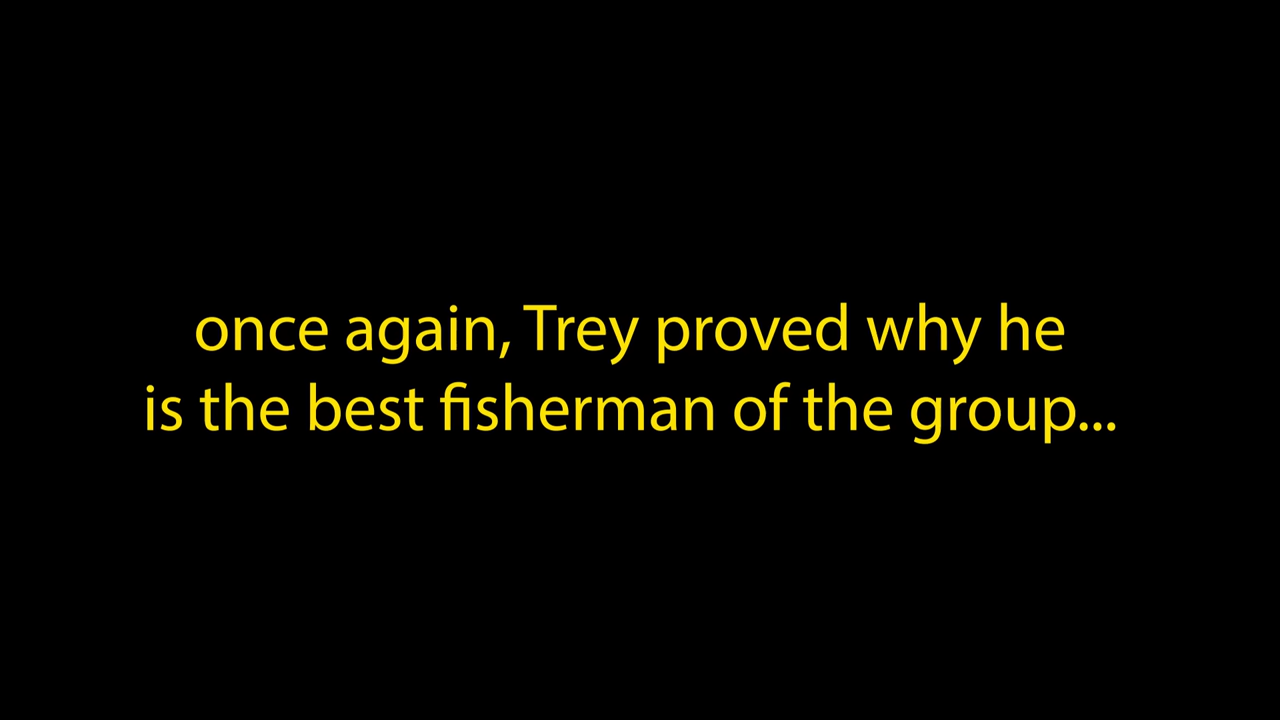 once again, Trey proved why he
is the best fisherman of the group...